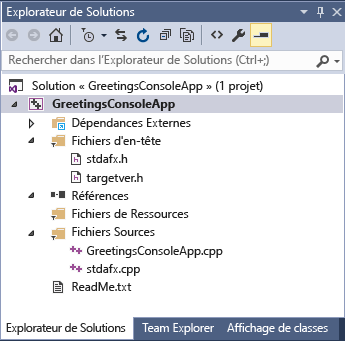 Explorateur de Solutions
Rechercher dans l'Explorateur de Solutions (Ctrl+;)
Solution « GreetingsConsoleApp » (1 projet)
GreetingsConsoleApp
Dépendances Externes
Fichiers d'en-tête
stdafx.h
targetver.h
Références
Fichiers de Ressources
Fichiers Sources
GreetingsConsoleApp.cpp
stdafx.cpp
ReadMe.txt
Explorateur de Solutions Team Explorer Affichage de classes